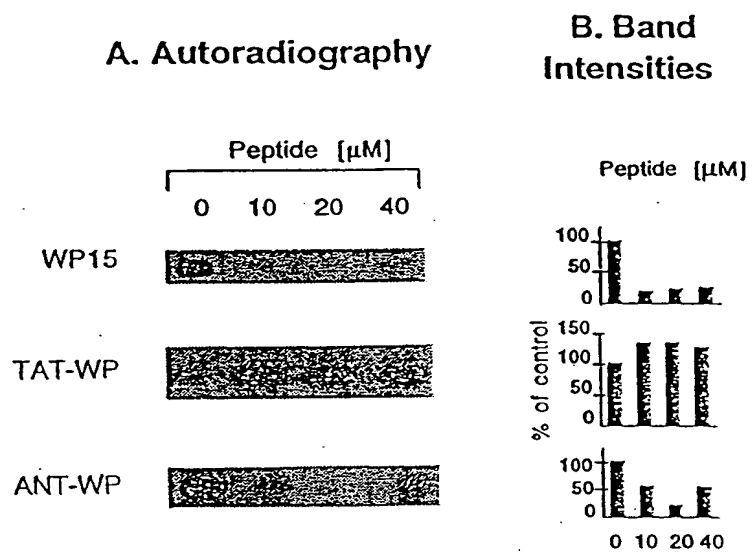 A. Autoradiography
B. Band
Intensities
Peptide [μM]
0 10 20 40
WP15
TAT-WP
ANT-WP
Peptide [μM]
% of control
100
50
0
150
100
50
0
100
50
0 10 20 40